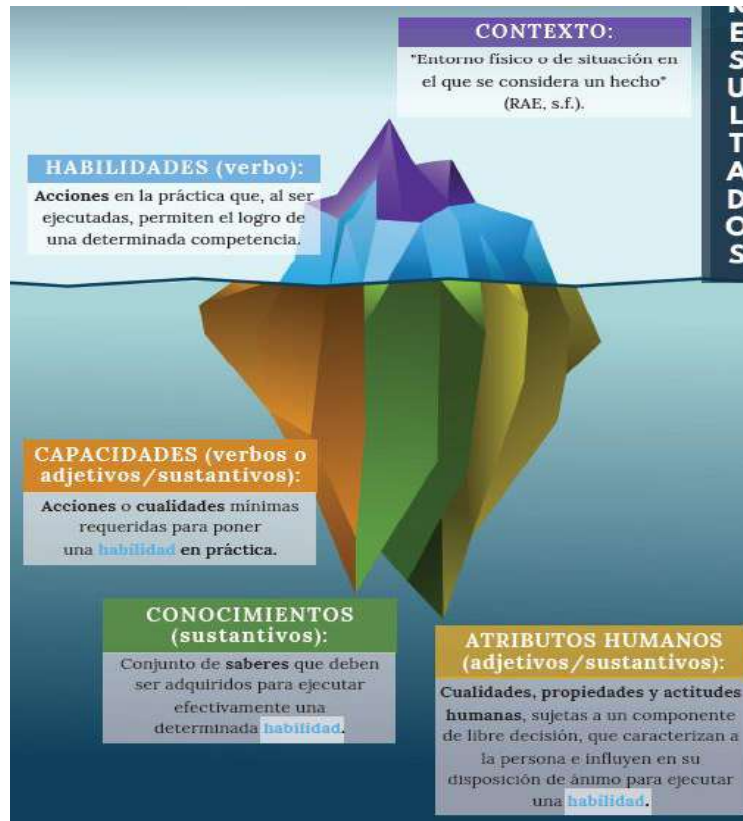 CONTEXTO:
"Entorno físico o de situación en
el que se considera un hecho"
(RAE, s.f.).
RESULTADOS
HABILIDADES (verbo):
Acciones en la práctica que, al ser
ejecutadas, permiten el logro de
una determinada competencia.
CAPACIDADES (verbos o
adjetivos/sustantivos):
Acciones o cualidades mínimas
requeridas para poner
una habilidad en práctica.
CONOCIMIENTOS
(sustantivos):
Conjunto de saberes que deben
ser adquiridos para ejecutar
efectivamente una
determinada habilidad.
ATRIBUTOS HUMANOS
(adjetivos/sustantivos):
Cualidades, propiedades y actitudes
humanas, sujetas a un componente
de libre decisión, que caracterizan a
la persona e influyen en su
disposición de ánimo para ejecutar
una habilidad.